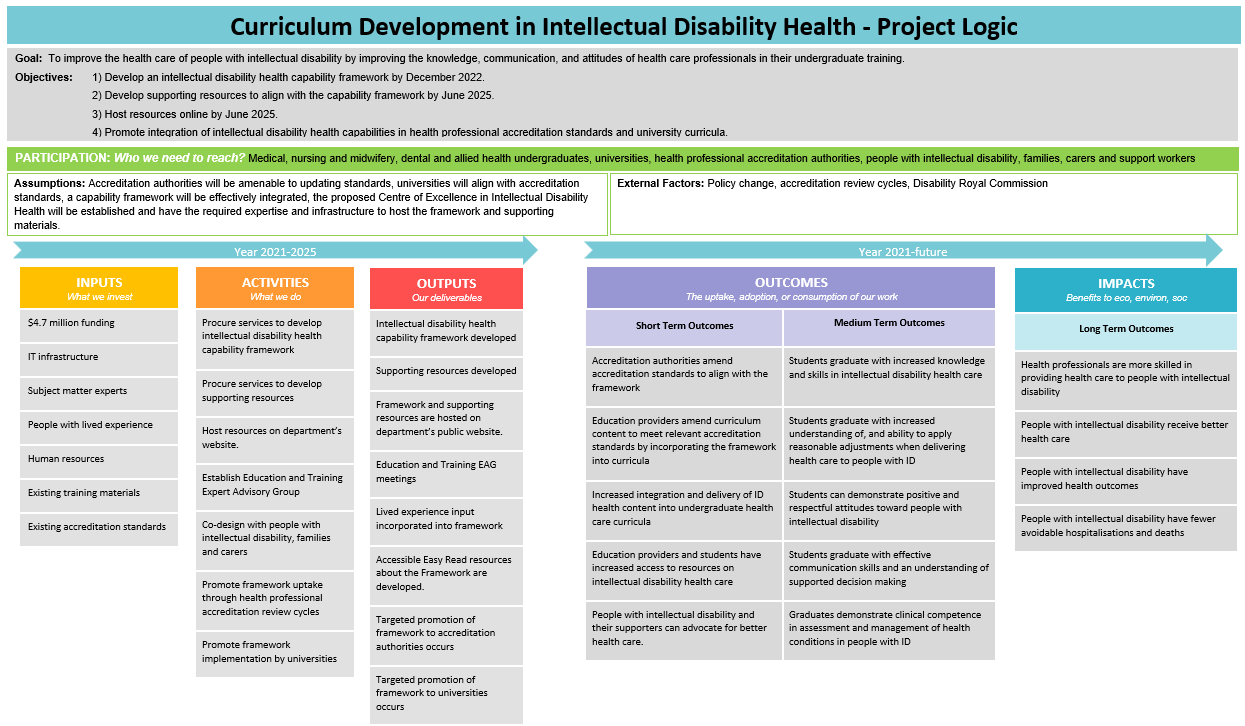 Curriculum Development in Intellectual Disability Health - Project Logic
Goal: To improve the health care of people with intellectual disability by improving the knowledge, communication, and attitudes of health care professionals in their undergraduate training.
Objectives: 1) Develop an intellectual disability health capability framework by December 2022.
2) Develop supporting resources to align with the capability framework by June 2025.
3) Host resources online by June 2025.
4) Promote integration of intellectual disability health capabilities in health professional accreditation standards and university curricula.
PARTICIPATION: Who we need to reach? Medical, nursing and midwifery, dental and allied health undergraduates, universities, health professional accreditation authorities, people with intellectual disability, families, carers and support workers
Assumptions: Accreditation authorities will be amenable to updating standards, universities will align with accreditation
standards, a capability framework will be effectively integrated, the proposed Centre of Excellence in Intellectual Disability
Health will be established and have the required expertise and infrastructure to host the framework and supporting
materials.
External Factors: Policy change, accreditation review cycles, Disability Royal Commission
Year 2021-2025
Year 2021-future
INPUTS
What we invest
$4.7 million funding
IT infrastructure
Subject matter experts
People with lived experience
Human resources
Existing training materials
Existing accreditation standards
ACTIVITIES
What we do
Procure services to develop
intellectual disability health
capability framework
Procure services to develop
supporting resources
Host resources on department's
website.
Establish Education and Training
Expert Advisory Group
Co-design with people with
intellectual disability, families
and carers
Promote framework uptake
through health professional
accreditation review cycles
Promote framework
implementation by universities
OUTPUTS
Our deliverables
Intellectual disability health
capability framework developed
Supporting resources developed
Framework and supporting
resources are hosted on
department's public website.
Education and Training EAG
meetings
Lived experience input
incorporated into framework
Accessible Easy Read resources
about the Framework are
developed.
Targeted promotion of
framework to accreditation
authorities occurs
Targeted promotion of
framework to universities
occurs
OUTCOMES
The uptake, adoption, or consumption of our work
Short Term Outcomes
Accreditation authorities amend
accreditation standards to align with the
framework
Education providers amend curriculum
content to meet relevant accreditation
standards by incorporating the framework
into curricula
Increased integration and delivery of ID
health content into undergraduate health
care curricula
Education providers and students have
increased access to resources on
intellectual disability health care
People with intellectual disability and
their supporters can advocate for better
health care.
Medium Term Outcomes
Students graduate with increased knowledge
and skills in intellectual disability health care
Students graduate with increased
understanding of, and ability to apply
reasonable adjustments when delivering
health care to people with ID
Students can demonstrate positive and
respectful attitudes toward people with
intellectual disability
Students graduate with effective
communication skills and an understanding of
supported decision making
Graduates demonstrate clinical competence
in assessment and management of health
conditions in people with ID
IMPACTS
Benefits to eco, environ, soc
Long Term Outcomes
Health professionals are more skilled in
providing health care to people with intellectual
disability
People with intellectual disability receive better
health care
People with intellectual disability have
improved health outcomes
People with intellectual disability have fewer
avoidable hospitalisations and deaths